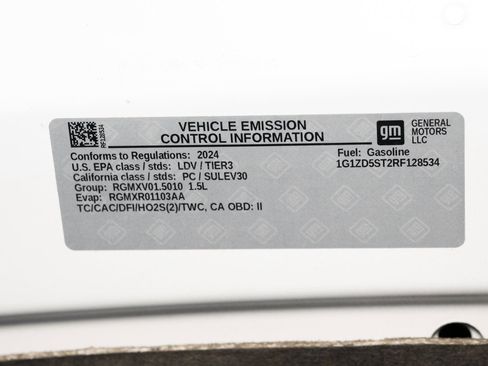 RF128534
VEHICLE EMISSION
CONTROL INFORMATION
gm
GENERAL
MOTORS
LLC
Conforms to Regulations: 2024
U.S. EPA class / stds: LDV / TIER3
California class / stds: PC / SULEV30
Group: RGMXV01.5010 1.5L
Evap: RGMXR01103AA
TC/CAC/DFI/HO2S(2)/TWC, CA OBD: II
Fuel: Gasoline
1G1ZD5ST2RF128534